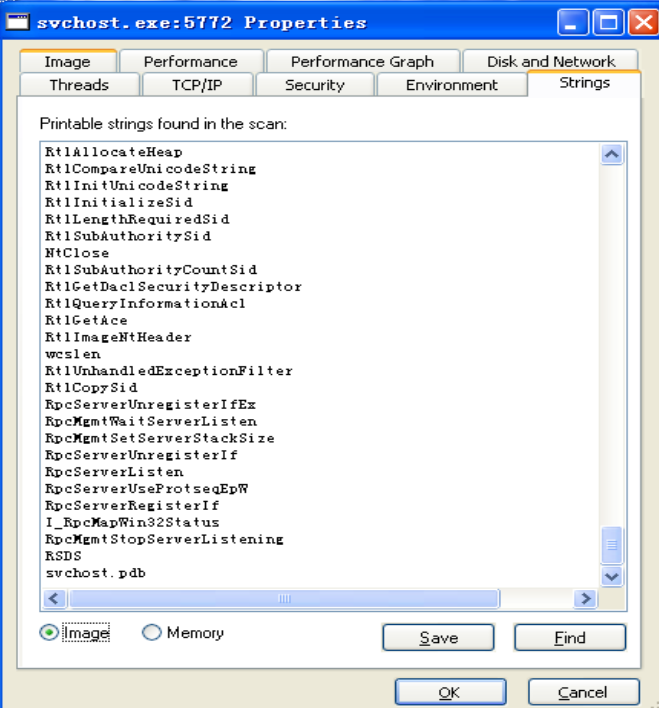 svchost.exe:5772 Properties
Image Performance Performance Graph Disk and Network
Threads TCP/IP Security Environment Strings
Printable strings found in the scan:
RtlAllocateHeap
RtlCompareUnicodeString
RtlInitUnicodeString
RtlInitializeSid
RtlLengthRequiredSid
RtlSubAuthoritySid
NtClose
RtlSubAuthorityCountSid
RtlGetDaclSecurityDescriptor
RtlQueryInformationAcl
RtlGetAce
RtlImageNtHeader
wcslen
RtlUnhandledExceptionFilter
RtlCopySid
RpcServerUnregisterIfEx
RpcMgmtWaitServerListen
RpcMgmtSetServerStackSize
RpcServerUnregisterIf
RpcServerListen
RpcServerUseProtseqEpW
RpcServerRegisterIf
I_RpcMapWin32Status
RpcMgmtStopServerListening
RSDS
svchost.pdb
Image Memory Save Find
OK Cancel